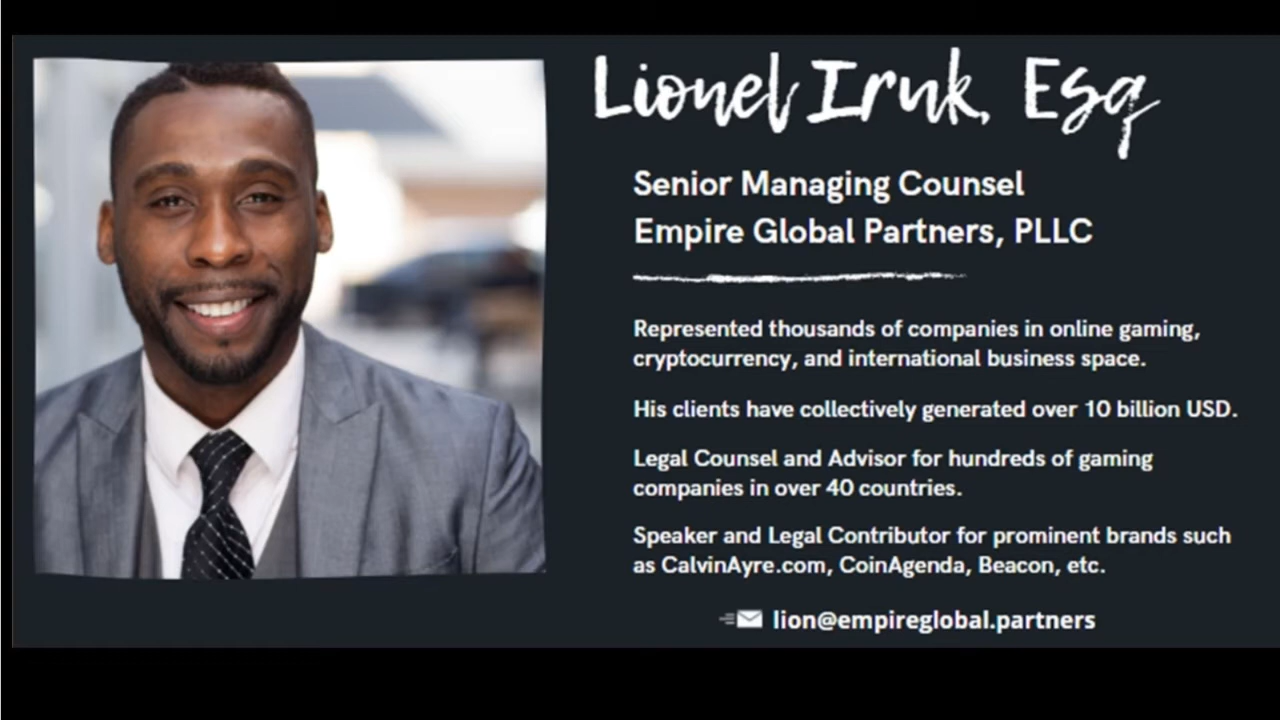 Lionel Iruk, Esq
Senior Managing Counsel
Empire Global Partners, PLLC
Represented thousands of companies in online gaming,
cryptocurrency, and international business space.
His clients have collectively generated over 10 billion USD.
Legal Counsel and Advisor for hundreds of gaming
companies in over 40 countries.
Speaker and Legal Contributor for prominent brands such
as CalvinAyre.com, CoinAgenda, Beacon, etc.
lion@empireglobal.partners